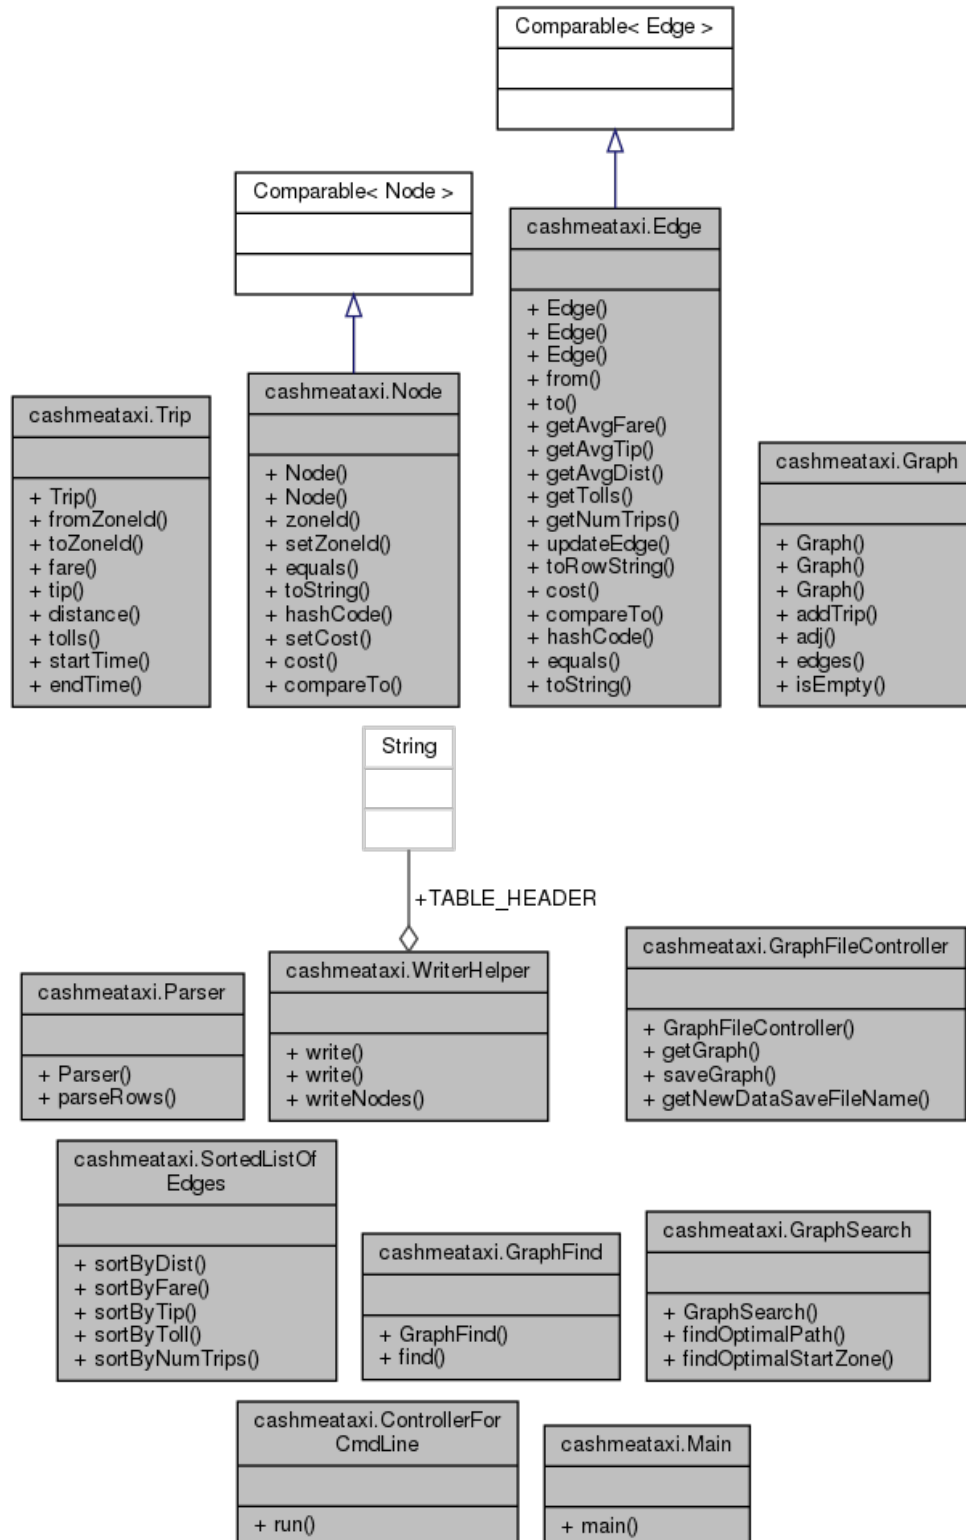 Comparable< Edge >
Comparable< Node >
cashmeataxi.Edge
+ Edge()
+ Edge()
+ Edge()
+ from()
+ to()
+ getAvgFare()
+ getAvgTip()
+ getAvgDist()
+ getTolls()
+ getNumTrips()
+ updateEdge()
+ toRowString()
+ cost()
+ compareTo()
+ hashCode()
+ equals()
+ toString()
cashmeataxi.Trip
+ Trip()
+ fromZoneId()
+ toZoneId()
+ fare()
+ tip()
+ distance()
+ tolls()
+ startTime()
+ endTime()
cashmeataxi.Node
+ Node()
+ Node()
+ zoneId()
+ setZoneId()
+ equals()
+ toString()
+ hashCode()
+ setCost()
+ cost()
+ compareTo()
cashmeataxi.Graph
+ Graph()
+ Graph()
+ Graph()
+ addTrip()
+ adj()
+ edges()
+ isEmpty()
String
+TABLE_HEADER
cashmeataxi.Parser
+ Parser()
+ parseRows()
cashmeataxi.WriterHelper
+ write()
+ write()
+ writeNodes()
cashmeataxi.GraphFileController
+ GraphFileController()
+ getGraph()
+ saveGraph()
+ getNewDataSaveFileName()
cashmeataxi.SortedListOf
Edges
+ sortByDist()
+ sortByFare()
+ sortByTip()
+ sortByToll()
+ sortByNumTrips()
cashmeataxi.GraphFind
+ GraphFind()
+ find()
cashmeataxi.GraphSearch
+ GraphSearch()
+ findOptimalPath()
+ findOptimalStartZone()
cashmeataxi.ControllerFor
CmdLine
+ run()
cashmeataxi.Main
+ main()